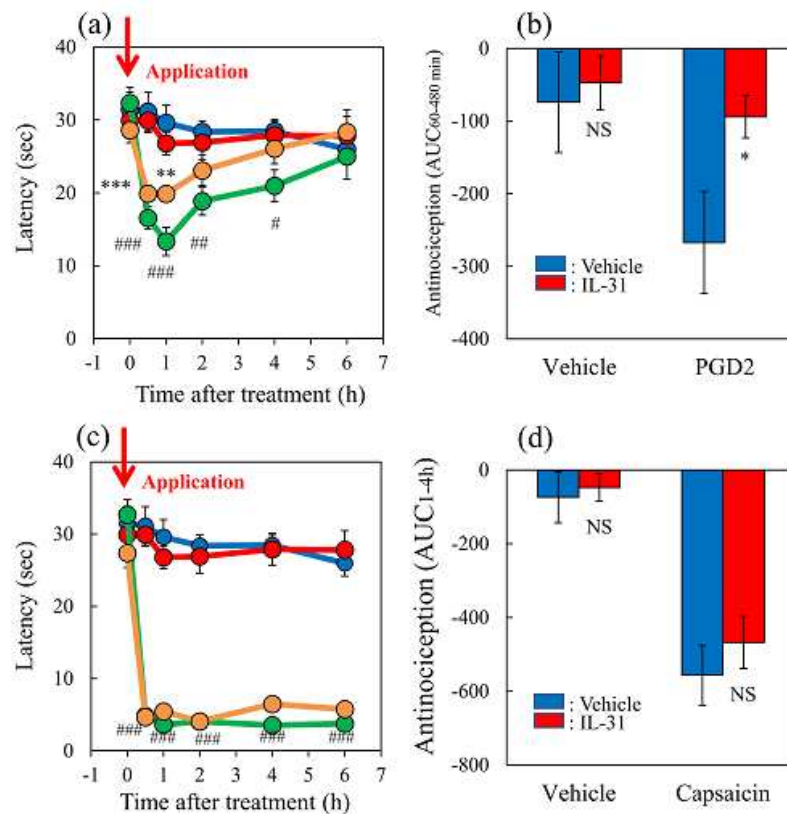 (a)
Application
Latency (sec)
40
30
20
10
0
***
**
###
###
##
#
-1 0 1 2 3 4 5 6 7
Time after treatment (h)
(b)
Antinociception (AUC60-480 min)
0
-100
-200
-300
-400
NS
*
: Vehicle
: IL-31
Vehicle PGD2
(c)
Application
Latency (sec)
40
30
20
10
0
### ### ### ### ###
-1 0 1 2 3 4 5 6 7
Time after treatment (h)
(d)
Antinociception (AUC1-4h)
0
-200
-400
-600
-800
NS
NS
: Vehicle
: IL-31
Vehicle Capsaicin